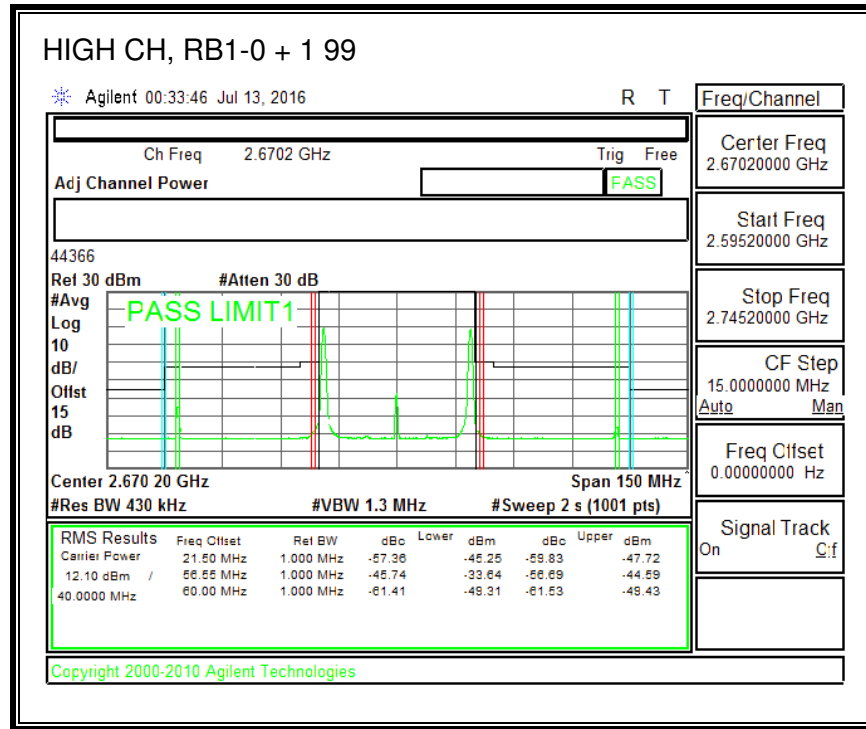 HIGH CH, RB1-0 + 1 99
Agilent 00:33:46 Jul 13, 2016 R T
Freq/Channel
Ch Freq 2.6702 GHz Trig Free
Adj Channel Power PASS
Center Freq
2.67020000 GHz
Start Freq
2.59520000 GHz
Stop Freq
2.74520000 GHz
CF Step
15.0000000 MHz
Auto Man
Freq Offset
0.00000000 Hz
Signal Track
On Off
44366
Ref 30 dBm #Atten 30 dB
#Avg
Log
10
dB/
Offst
15
dB
PASS LIMIT1
Center 2.670 20 GHz Span 150 MHz
#Res BW 430 kHz #VBW 1.3 MHz #Sweep 2 s (1001 pts)
RMS Results Freq Offset Ref BW dBc Lower dBm dBc Upper dBm
Carrier Power 21.50 MHz 1.000 MHz -57.36 -45.25 -59.83 -47.72
12.10 dBm / 56.55 MHz 1.000 MHz -45.74 -33.64 -56.69 -44.59
40.0000 MHz 60.00 MHz 1.000 MHz -61.41 -49.31 -61.53 -49.43
Copyright 2000-2010 Agilent Technologies